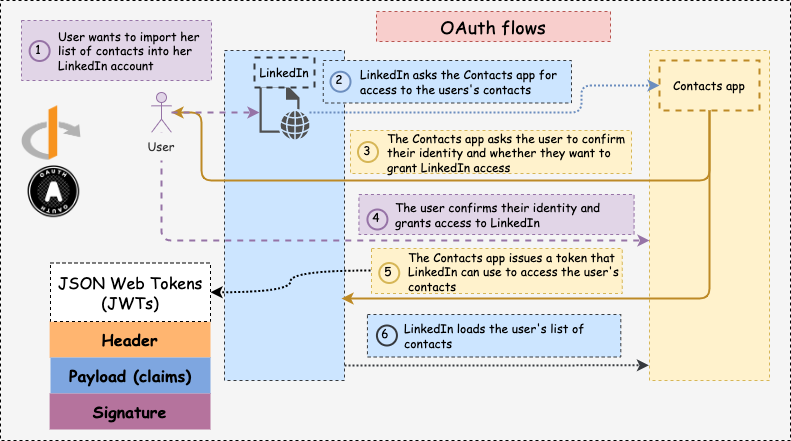 OAuth flows
1
User wants to import her
list of contacts into her
LinkedIn account
LinkedIn
2
LinkedIn asks the Contacts app for
access to the users's contacts
Contacts app
User
3
The Contacts app asks the user to confirm
their identity and whether they want to
grant LinkedIn access
OAUTH
A
OAUTH
4
The user confirms their identity and
grants access to LinkedIn
5
The Contacts app issues a token that
LinkedIn can use to access the user's
contacts
JSON Web Tokens
(JWTs)
Header
Payload (claims)
Signature
6
LinkedIn loads the user's list of
contacts